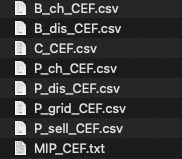 B_ch_CEF.csv
B_dis_CEF.csv
C_CEF.csv
P_ch_CEF.csv
P_dis_CEF.csv
P_grid_CEF.csv
P_sell_CEF.csv
MIP_CEF.txt